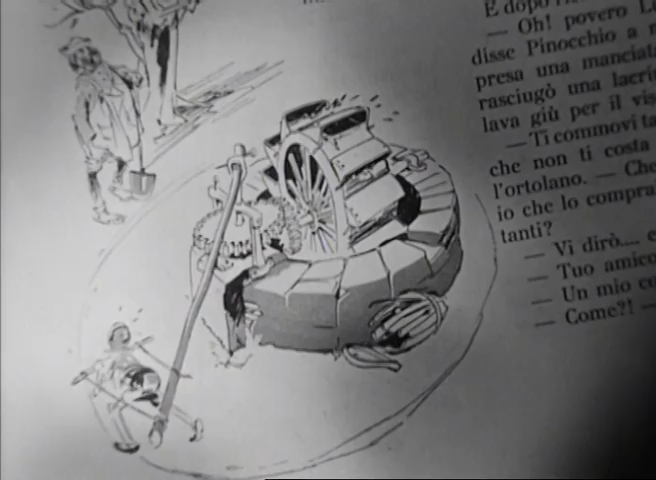 E dopo
— Oh! povero
disse Pinocchio a
presa una manciata
rasciugò una lacri
lava giù per il vis
— Ti commovi ta
che non ti costa
l'ortolano. — Che
io che lo compra
tanti?
— Vi dirò.... e
— Tuo amico
— Un mio co
— Come?! —